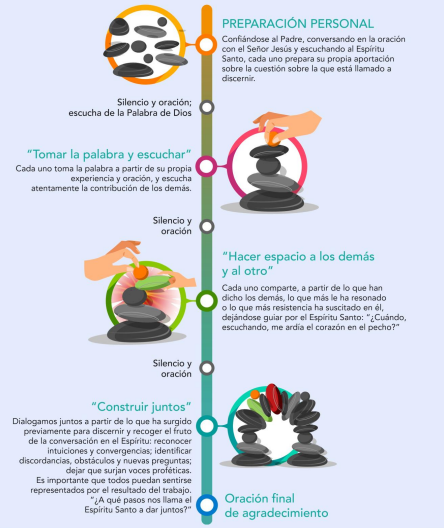 PREPARACIÓN PERSONAL
Confiándose al Padre, conversando en la oración
con el Señor Jesús y escuchando al Espíritu
Santo, cada uno prepara su propia aportación
sobre la cuestión sobre la que está llamado a
discernir.
Silencio y oración;
escucha de la Palabra de Dios
“Tomar la palabra y escuchar”
Cada uno toma la palabra a partir de su propia
experiencia y oración, y escucha
atentamente la contribución de los demás.
Silencio y
oración
“Hacer espacio a los demás
y al otro”
Cada uno comparte, a partir de lo que han
dicho los demás, lo que más le ha resonado
o lo que más resistencia ha suscitado en él,
dejándose guiar por el Espíritu Santo: “¿Cuándo,
escuchando, me ardía el corazón en el pecho?”
Silencio y
oración
“Construir juntos”
Dialogamos juntos a partir de lo que ha surgido
previamente para discernir y recoger el fruto
de la conversación en el Espíritu: reconocer
intuiciones y convergencias; identificar
discordancias, obstáculos y nuevas preguntas;
dejar que surjan voces proféticas.
Es importante que todos puedan sentirse
representados por el resultado del trabajo.
“¿A qué pasos nos llama el
Espíritu Santo a dar juntos?”
Oración final
de agradecimiento